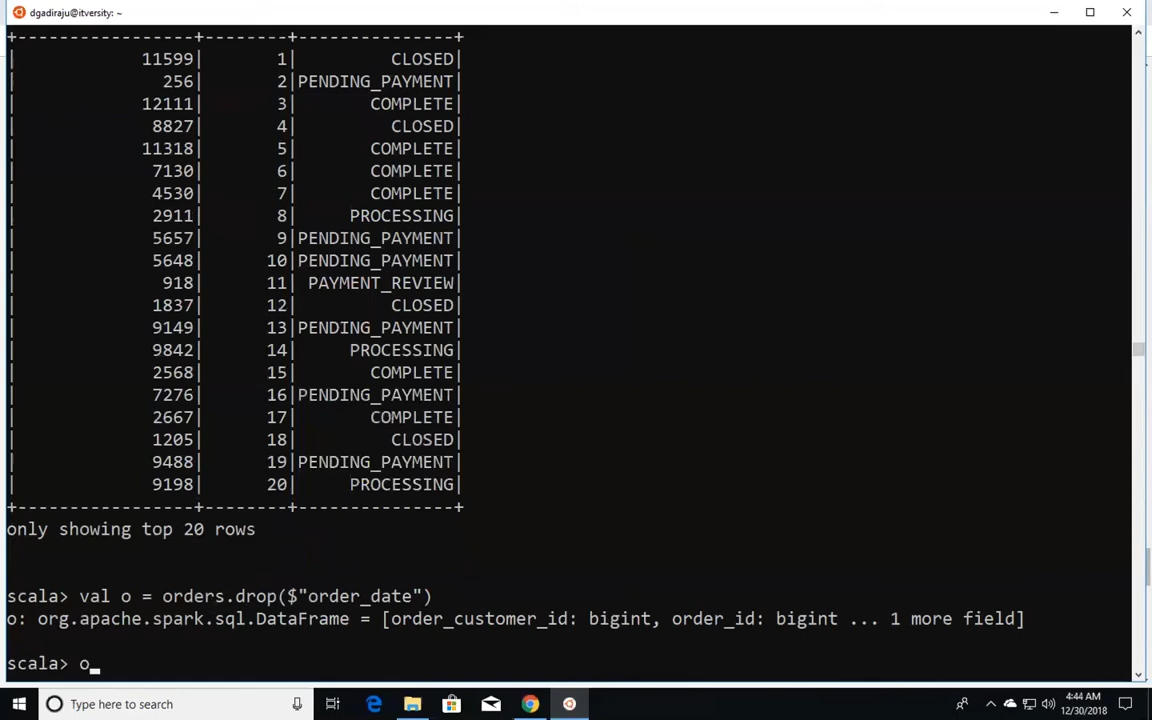 dgadiraju@itversity: ~
+-----------------+--------+---------------+
|            11599|       1|         CLOSED|
|              256|       2|PENDING_PAYMENT|
|            12111|       3|       COMPLETE|
|             8827|       4|         CLOSED|
|            11318|       5|       COMPLETE|
|             7130|       6|       COMPLETE|
|             4530|       7|       COMPLETE|
|             2911|       8|     PROCESSING|
|             5657|       9|PENDING_PAYMENT|
|             5648|      10|PENDING_PAYMENT|
|              918|      11| PAYMENT_REVIEW|
|             1837|      12|         CLOSED|
|             9149|      13|PENDING_PAYMENT|
|             9842|      14|     PROCESSING|
|             2568|      15|       COMPLETE|
|             7276|      16|PENDING_PAYMENT|
|             2667|      17|       COMPLETE|
|             1205|      18|         CLOSED|
|             9488|      19|PENDING_PAYMENT|
|             9198|      20|     PROCESSING|
+-----------------+--------+---------------+
only showing top 20 rows
scala> val o = orders.drop($"order_date")
o: org.apache.spark.sql.DataFrame = [order_customer_id: bigint, order_id: bigint ... 1 more field]
scala> o_
Type here to search
4:44 AM
12/30/2018